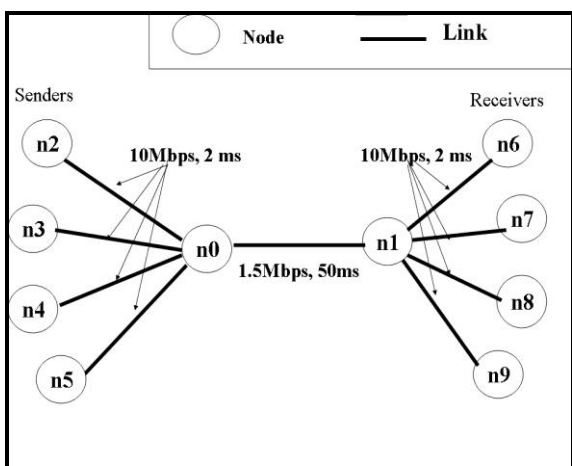 Node
Link
Senders
Receivers
n2
10Mbps, 2 ms
10Mbps, 2 ms
n6
n3
n7
n0
n1
1.5Mbps, 50ms
n4
n8
n5
n9